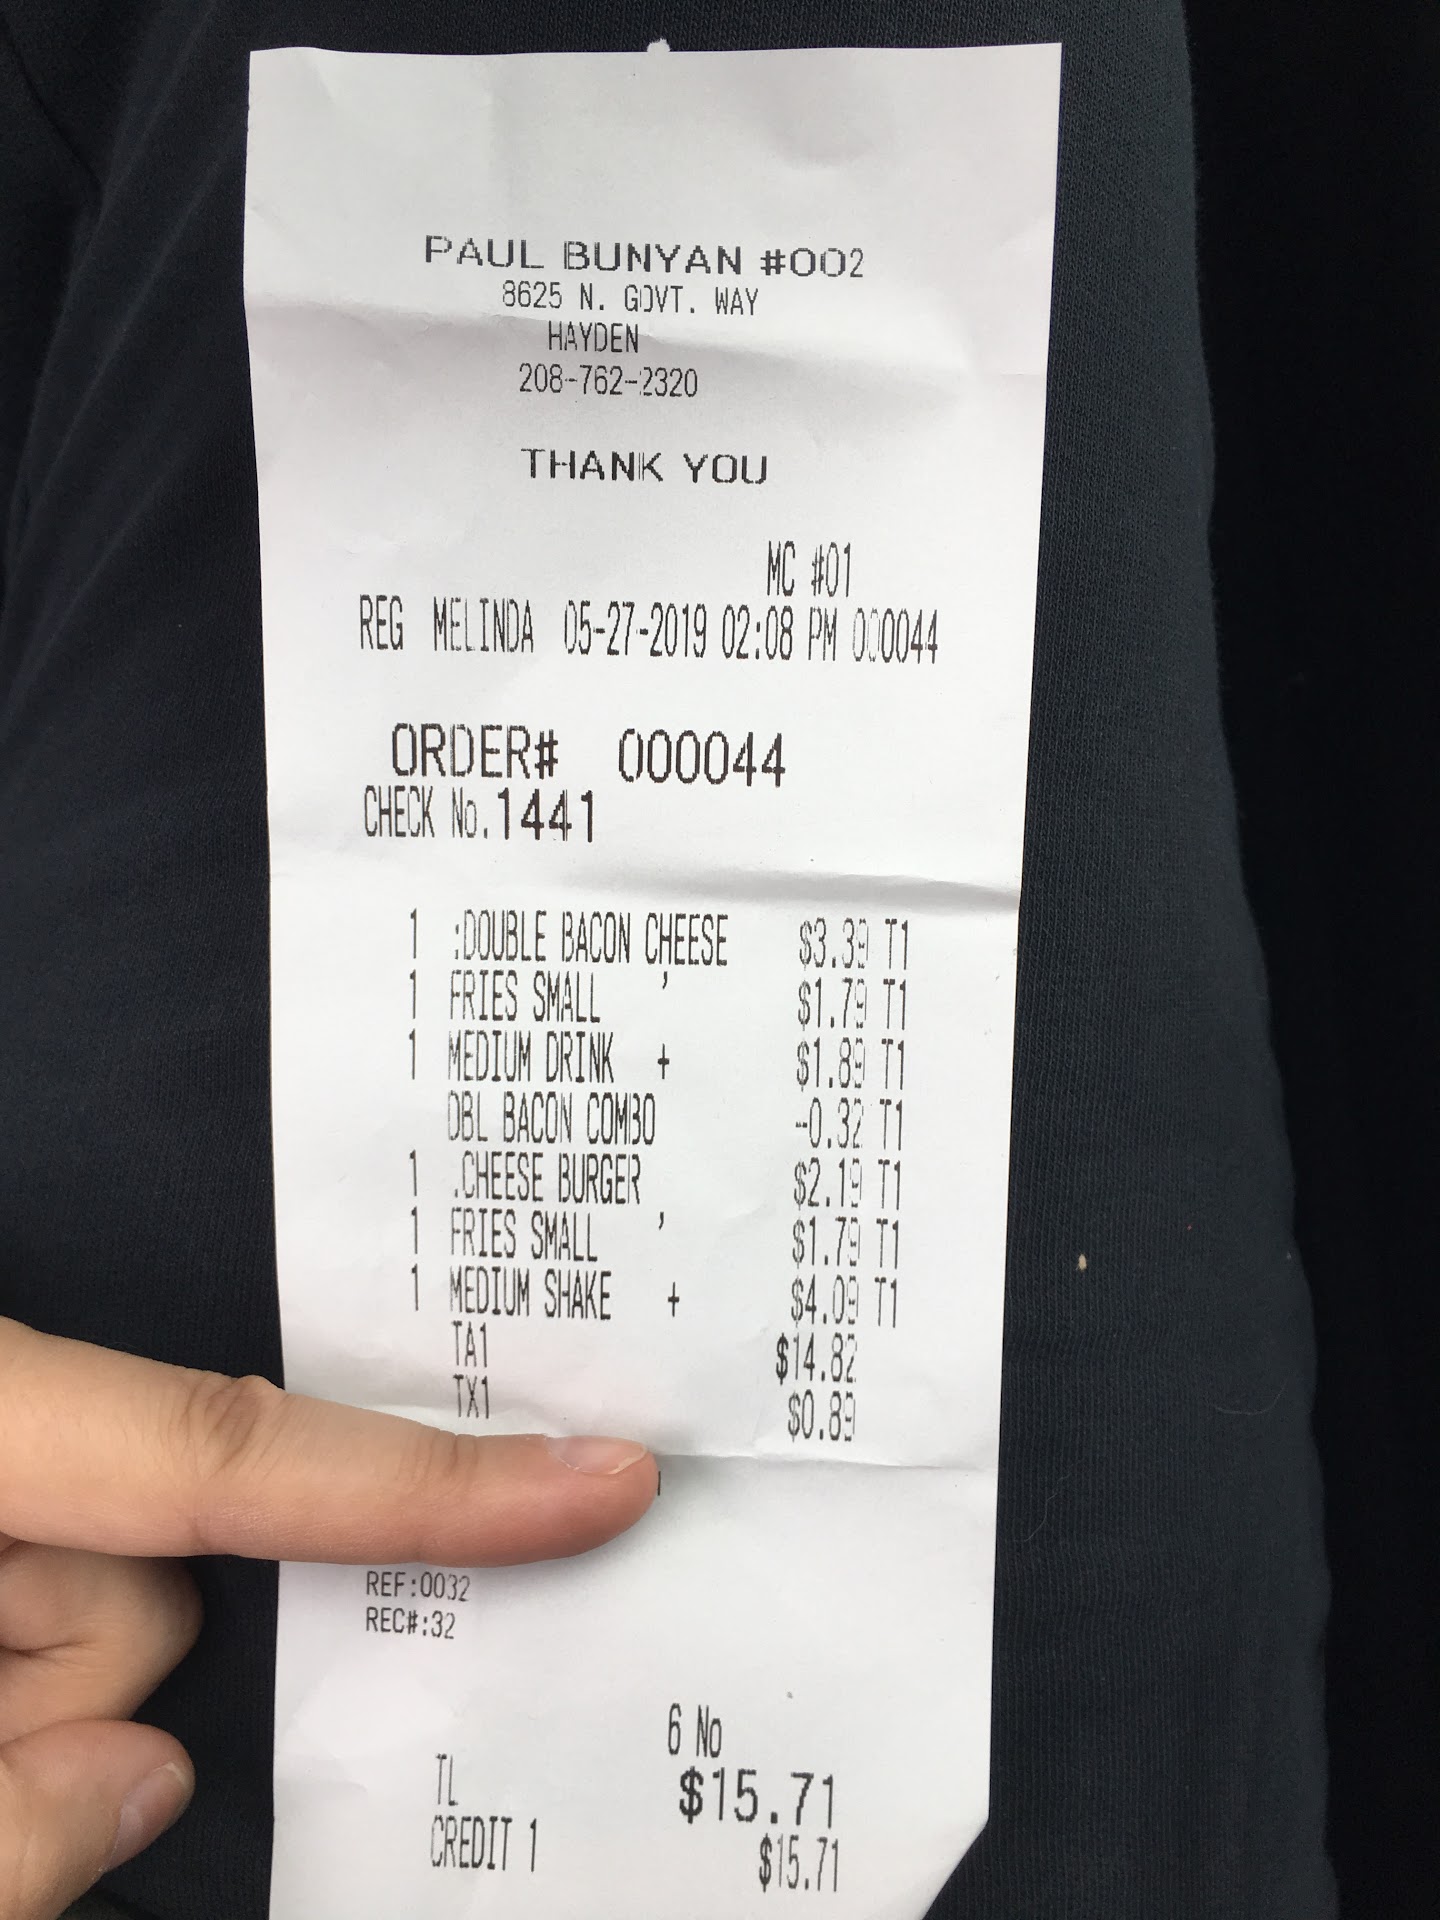 PAUL BUNYAN #002
8625 N. GOVT. WAY
HAYDEN
208-762-2320
THANK YOU
MC #01
REG MELINDA 05-27-2019 02:08 PM 000044
ORDER# 000044
CHECK No.1441
1 :DOUBLE BACON CHEESE $3.39 T1
1 FRIES SMALL ' $1.79 T1
1 MEDIUM DRINK + $1.89 T1
DBL BACON COMBO -0.32 T1
1 .CHEESE BURGER $2.19 T1
1 FRIES SMALL ' $1.79 T1
1 MEDIUM SHAKE + $4.09 T1
TA1 $14.82
TX1 $0.89
REF:0032
REC#:32
6 No
TL $15.71
CREDIT 1 $15.71